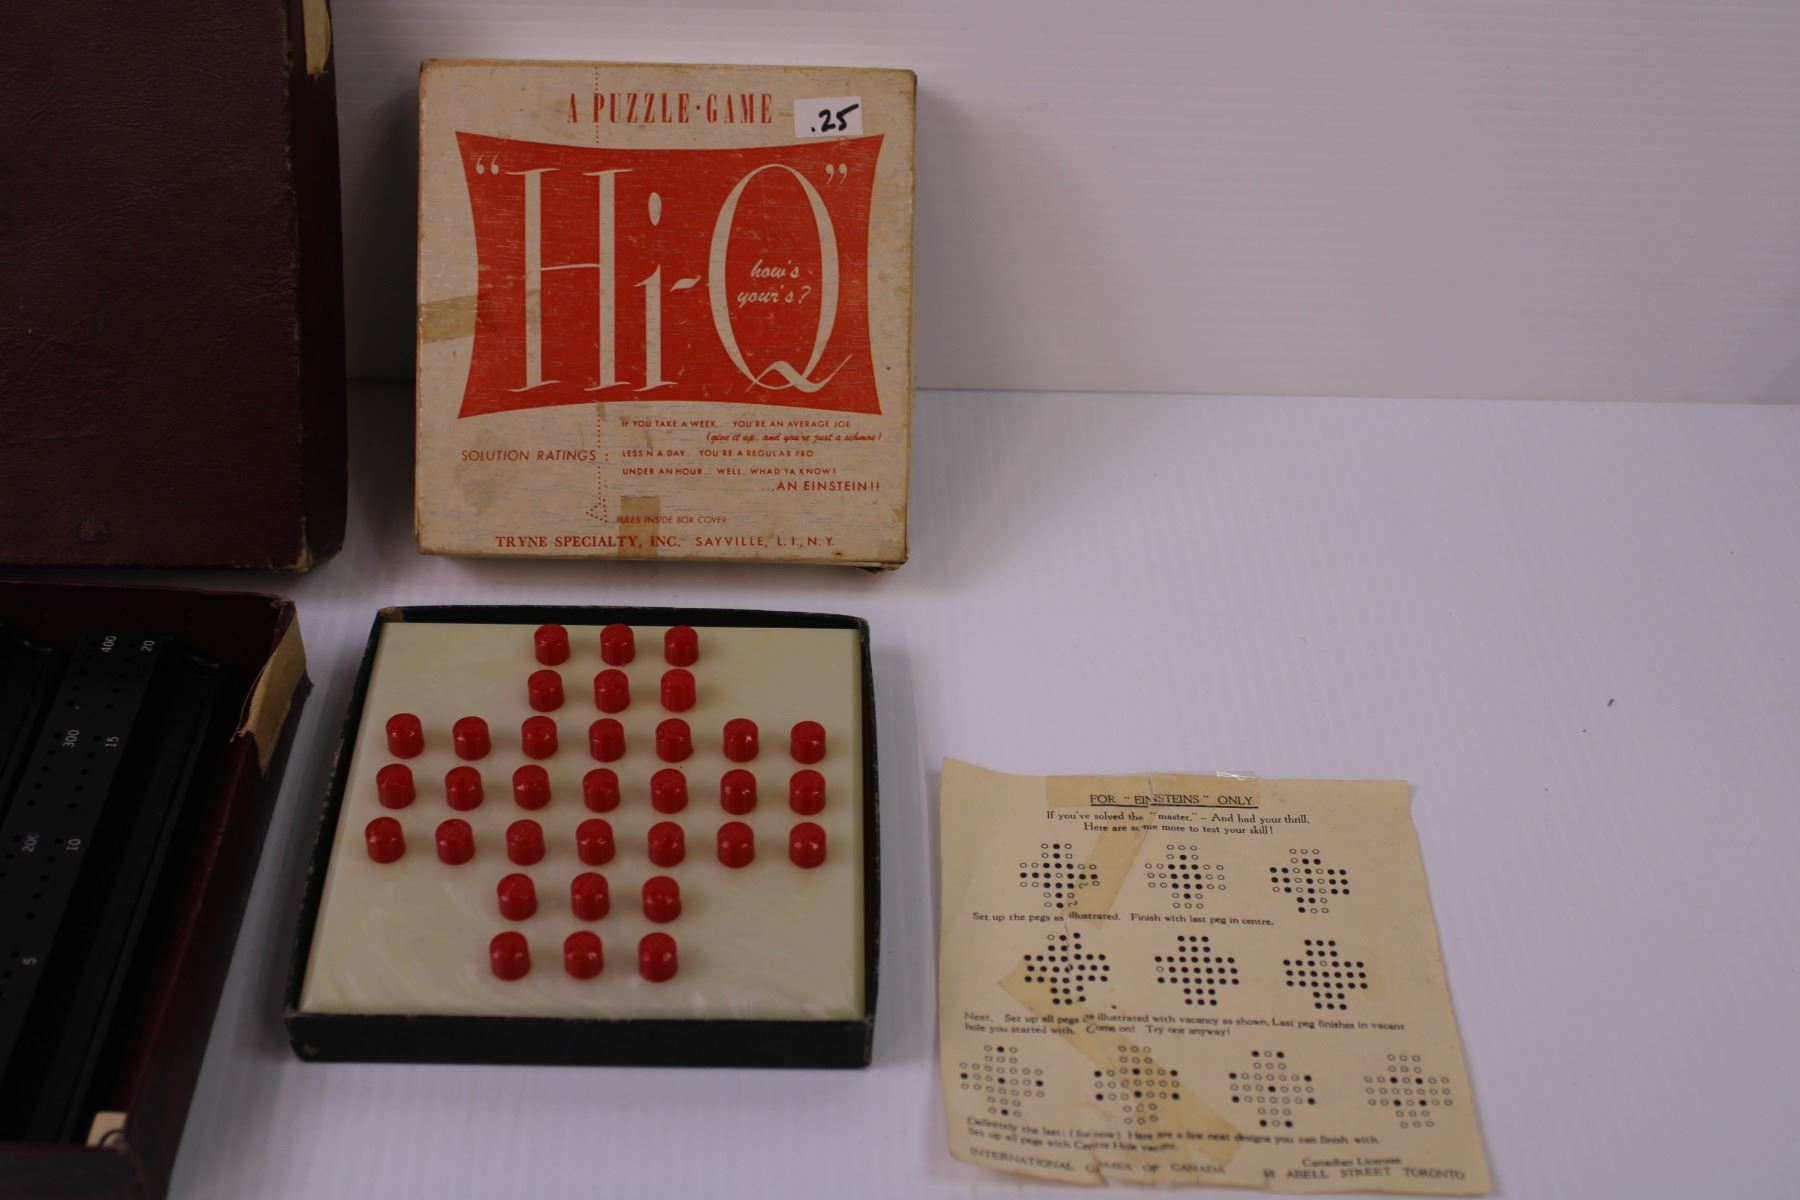 A PUZZLE·GAME
.25
"Hi-Q"
how's
your's?
IF YOU TAKE A WEEK... YOU'RE AN AVERAGE JOE
(give it up, and you're just a schmoe)
SOLUTION RATINGS :
LESS'N A DAY... YOU'RE A REGULAR PRO
UNDER AN HOUR... WELL, WHAD'YA KNOW?
...AN EINSTEIN!!
RULES INSIDE BOX COVER
TRYNE SPECIALTY, INC. SAYVILLE, L. I., N. Y.
400 20
300 15
200 10
5
FOR "EINSTEINS" ONLY
If you've solved the "master," -- And had your thrill,
Here are some more to test your skill!
Set up the pegs as illustrated. Finish with last peg in centre.
Next, Set up all pegs as illustrated with vacancy as shown. Last peg finishes in vacant
hole you started with. Come on! Try one anyway!
Definitely the last: (for now) Here are a few neat designs you can finish with.
Set up all pegs with Centre Hole vacant.
Canadian Licensee
INTERNATIONAL GAMES OF CANADA ABELL STREET TORONTO